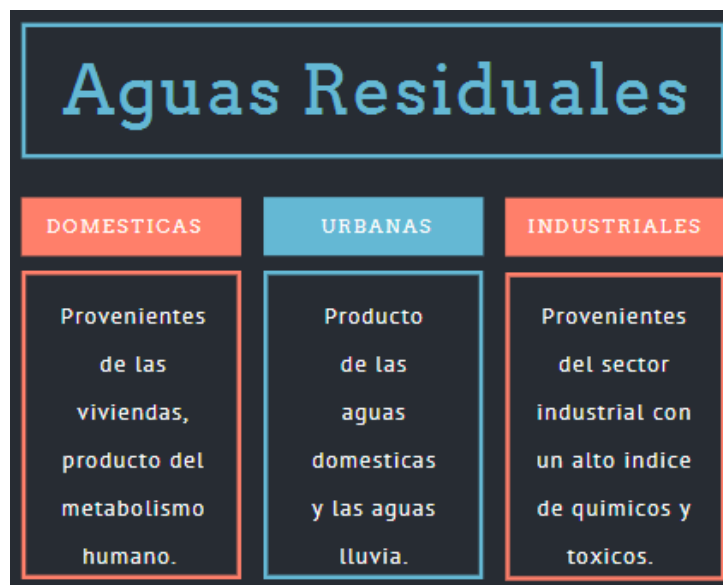 Aguas Residuales
DOMESTICAS
Provenientes
de las
viviendas,
producto del
metabolismo
humano.
URBANAS
Producto
de las
aguas
domesticas
y las aguas
lluvia.
INDUSTRIALES
Provenientes
del sector
industrial con
un alto indice
de quimicos y
toxicos.